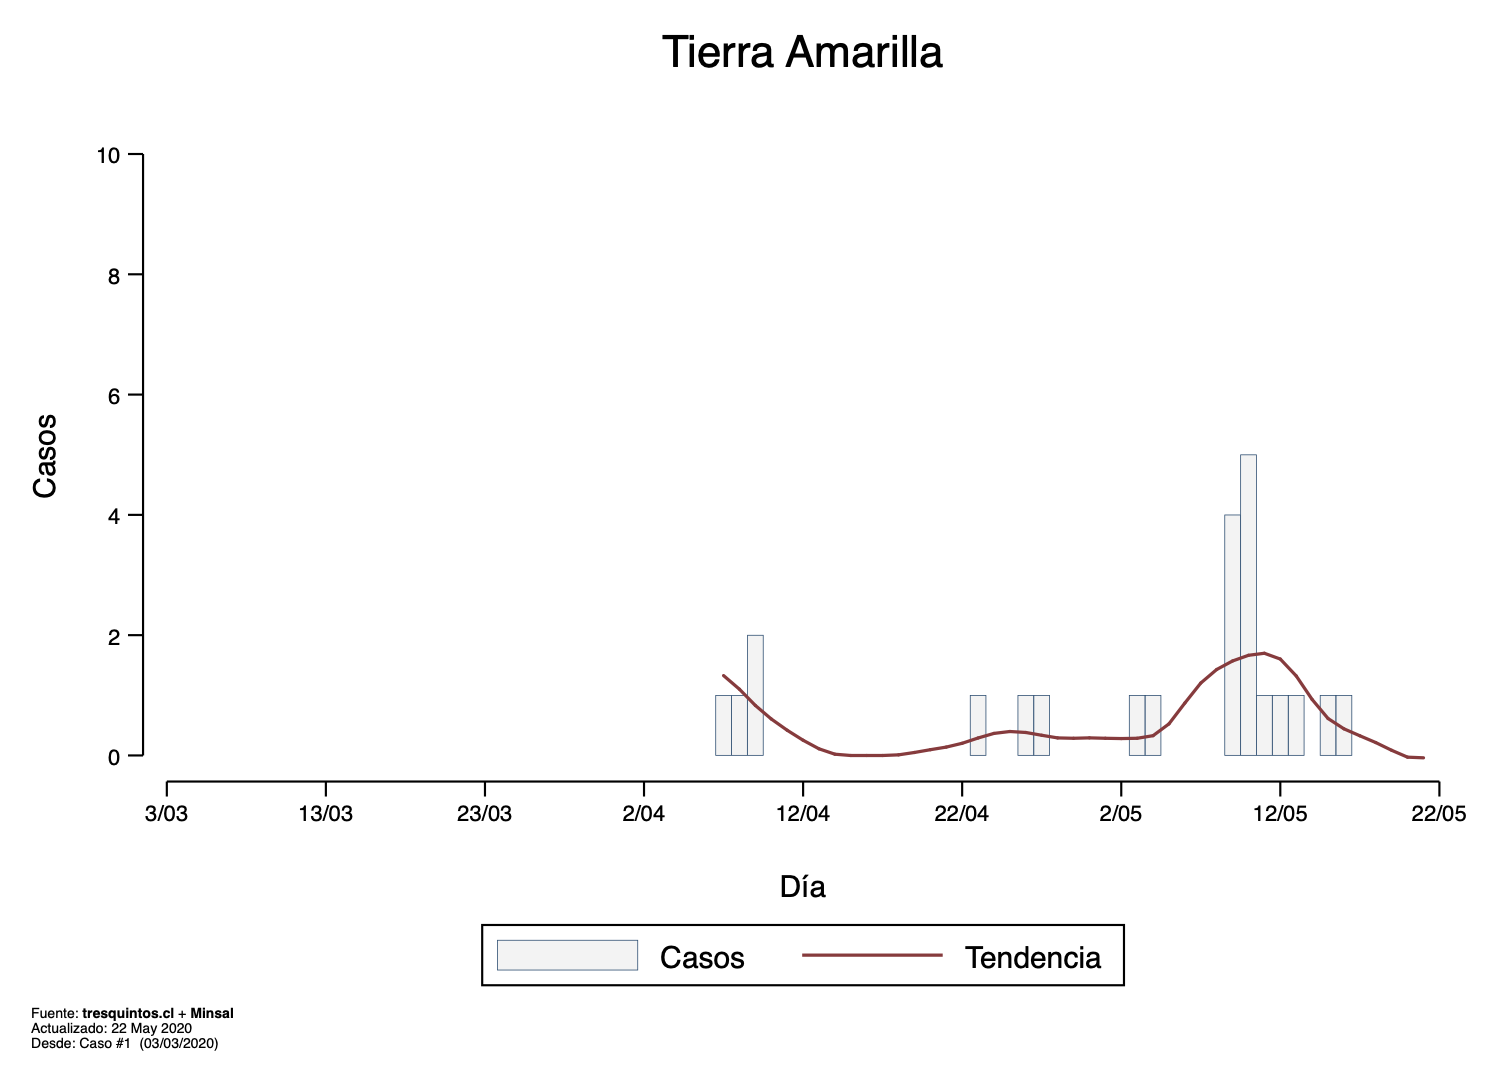 Tierra Amarilla
10
8
6
4
2
0
Casos
3/03 13/03 23/03 2/04 12/04 22/04 2/05 12/05 22/05
Día
Casos Tendencia
Fuente: tresquintos.cl + Minsal
Actualizado: 22 May 2020
Desde: Caso #1 (03/03/2020)